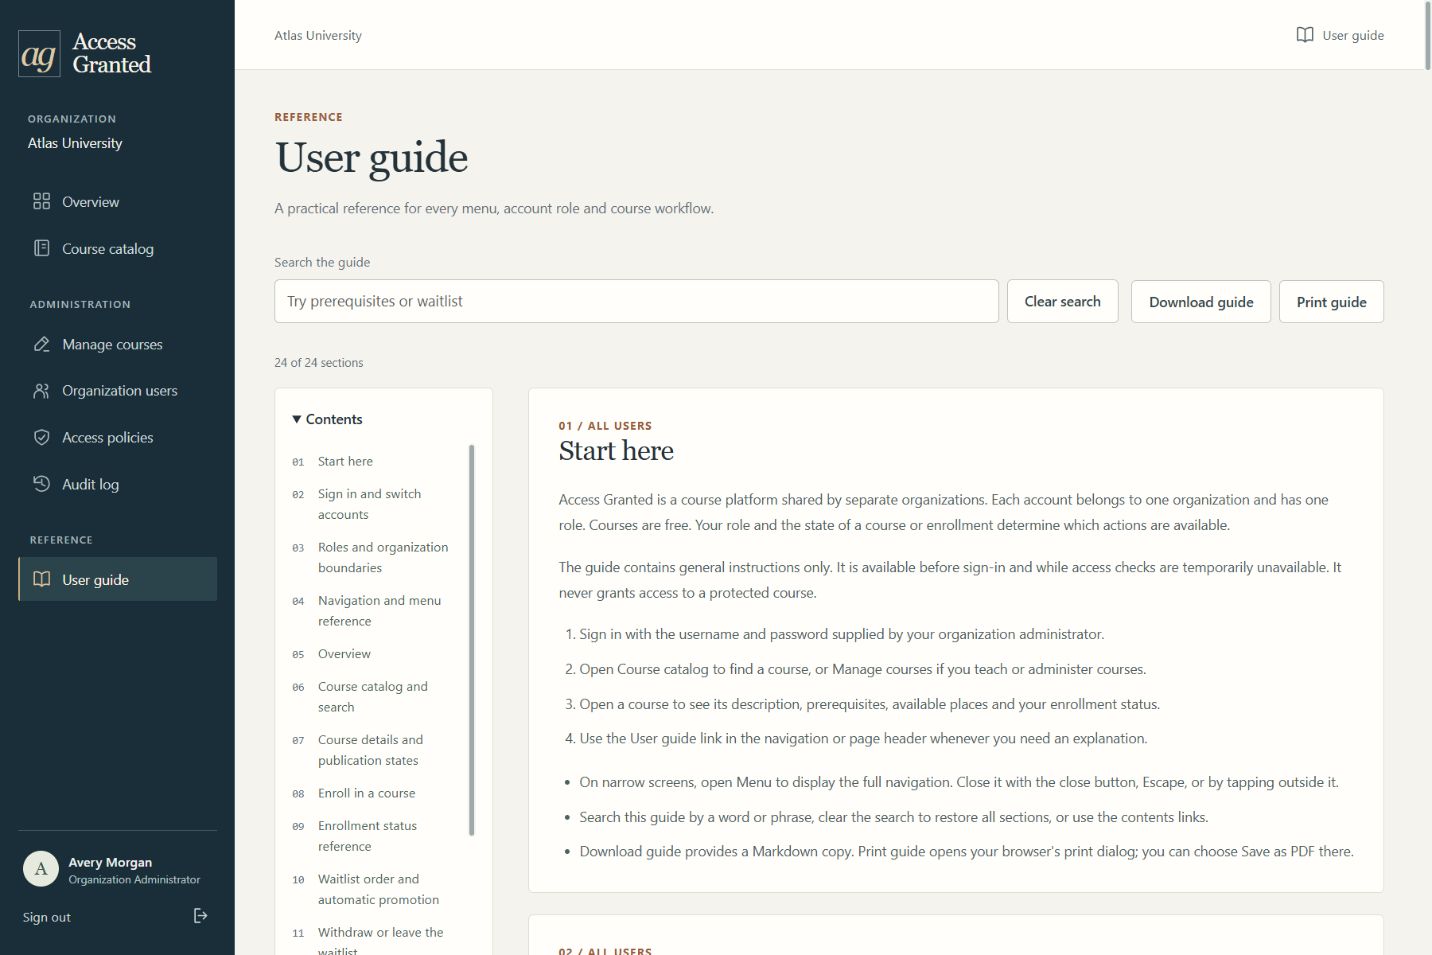 ag
Access
Granted
ORGANIZATION
Atlas University
Overview
Course catalog
ADMINISTRATION
Manage courses
Organization users
Access policies
Audit log
REFERENCE
User guide
A
Avery Morgan
Organization Administrator
Sign out
Atlas University
User guide
REFERENCE
User guide
A practical reference for every menu, account role and course workflow.
Search the guide
Try prerequisites or waitlist
Clear search
Download guide
Print guide
24 of 24 sections
▼ Contents
01 Start here
02 Sign in and switch
accounts
03 Roles and organization
boundaries
04 Navigation and menu
reference
05 Overview
06 Course catalog and
search
07 Course details and
publication states
08 Enroll in a course
09 Enrollment status
reference
10 Waitlist order and
automatic promotion
11 Withdraw or leave the
waitlist
01 / ALL USERS
Start here
Access Granted is a course platform shared by separate organizations. Each account belongs to one organization and has one
role. Courses are free. Your role and the state of a course or enrollment determine which actions are available.
The guide contains general instructions only. It is available before sign-in and while access checks are temporarily unavailable. It
never grants access to a protected course.
1. Sign in with the username and password supplied by your organization administrator.
2. Open Course catalog to find a course, or Manage courses if you teach or administer courses.
3. Open a course to see its description, prerequisites, available places and your enrollment status.
4. Use the User guide link in the navigation or page header whenever you need an explanation.
• On narrow screens, open Menu to display the full navigation. Close it with the close button, Escape, or by tapping outside it.
• Search this guide by a word or phrase, clear the search to restore all sections, or use the contents links.
• Download guide provides a Markdown copy. Print guide opens your browser's print dialog; you can choose Save as PDF there.
02 / ALL USERS